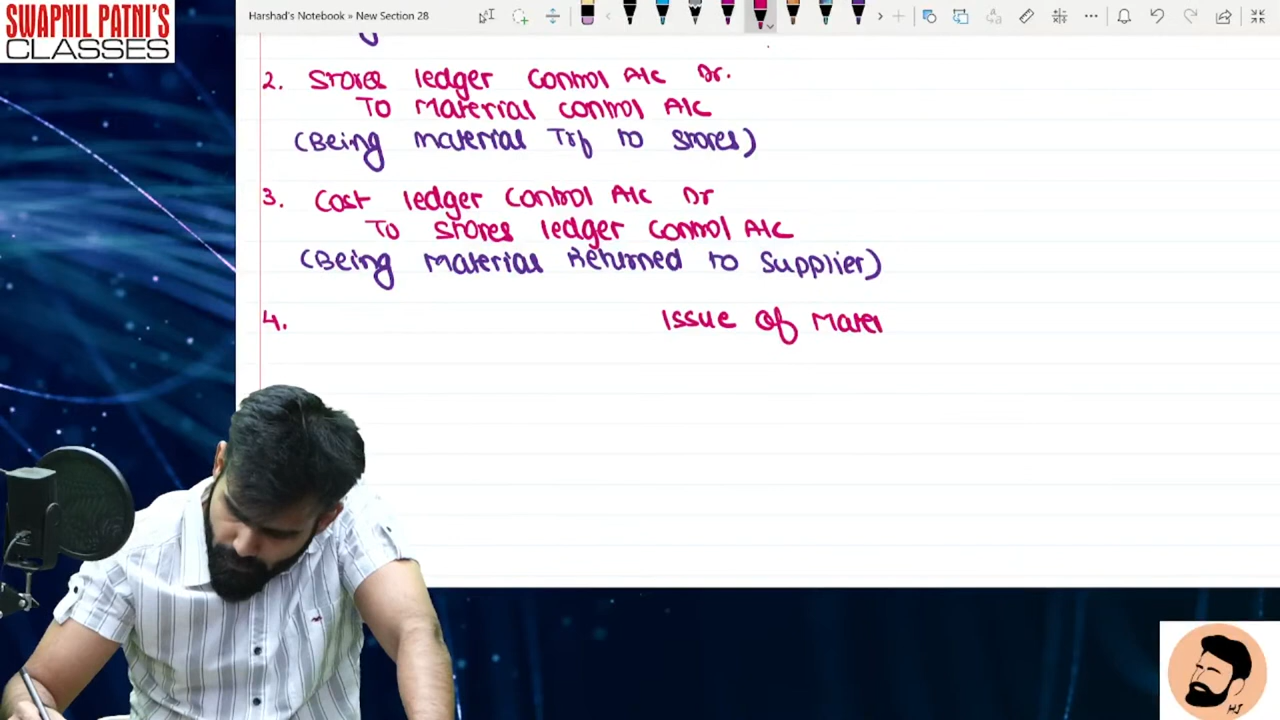 SWAPNIL PATNI'S
CLASSES
Harshad's Notebook » New Section 28
2. Stores ledger Control A/c Dr.
To Material control A/c
(Being material Trf to stores)
3. Cost ledger control A/c Dr
To stores ledger control A/c
(Being Material Returned to Supplier)
4. Issue of Mater
HJ